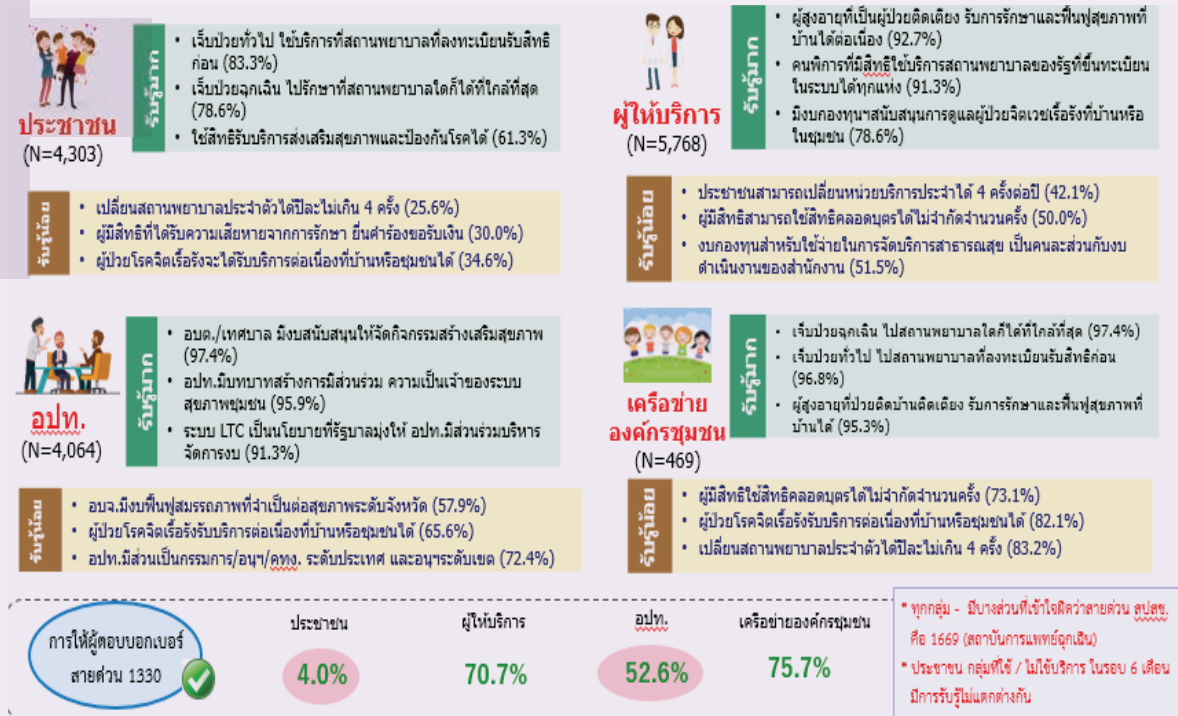 ประชาชน
(N=4,303)
รับรู้มาก
• เจ็บป่วยทั่วไป ใช้บริการที่สถานพยาบาลที่ลงทะเบียนรับสิทธิ
ก่อน (83.3%)
• เจ็บป่วยฉุกเฉิน ไปรักษาที่สถานพยาบาลใดก็ได้ที่ใกล้ที่สุด
(78.6%)
• ใช้สิทธิรับบริการส่งเสริมสุขภาพและป้องกันโรคได้ (61.3%)
รับรู้น้อย
• เปลี่ยนสถานพยาบาลประจำตัวได้ปีละไม่เกิน 4 ครั้ง (25.6%)
• ผู้มีสิทธิที่ได้รับความเสียหายจากการรักษา ยื่นคำร้องขอรับเงิน (30.0%)
• ผู้ป่วยโรคจิตเรื้อรังจะได้รับบริการต่อเนื่องที่บ้านหรือชุมชนได้ (34.6%)
ผู้ให้บริการ
(N=5,768)
รับรู้มาก
• ผู้สูงอายุที่เป็นผู้ป่วยติดเตียง รับการรักษาและฟื้นฟูสุขภาพที่
บ้านได้ต่อเนื่อง (92.7%)
• คนพิการที่มีสิทธิใช้บริการสถานพยาบาลของรัฐที่ขึ้นทะเบียน
ในระบบได้ทุกแห่ง (91.3%)
• มีงบกองทุนฯสนับสนุนการดูแลผู้ป่วยจิตเวชเรื้อรังที่บ้านหรือ
ในชุมชน (78.6%)
รับรู้น้อย
• ประชาชนสามารถเปลี่ยนหน่วยบริการประจำได้ 4 ครั้งต่อปี (42.1%)
• ผู้มีสิทธิสามารถใช้สิทธิคลอดบุตรได้ไม่จำกัดจำนวนครั้ง (50.0%)
• งบกองทุนสำหรับใช้จ่ายในการจัดบริการสาธารณสุข เป็นคนละส่วนกับงบ
ดำเนินงานของสำนักงาน (51.5%)
อปท.
(N=4,064)
รับรู้มาก
• อบต./เทศบาล มีงบสนับสนุนให้จัดกิจกรรมสร้างเสริมสุขภาพ
(97.4%)
• อปท.มีบทบาทสร้างการมีส่วนร่วม ความเป็นเจ้าของระบบ
สุขภาพชุมชน (95.9%)
• ระบบ LTC เป็นนโยบายที่รัฐบาลมุ่งให้ อปท.มีส่วนร่วมบริหาร
จัดการงบ (91.3%)
รับรู้น้อย
• อบจ.มีงบฟื้นฟูสมรรถภาพที่จำเป็นต่อสุขภาพระดับจังหวัด (57.9%)
• ผู้ป่วยโรคจิตเรื้อรังรับบริการต่อเนื่องที่บ้านหรือชุมชนได้ (65.6%)
• อปท.มีส่วนเป็นกรรมการ/อนุฯ/คทง. ระดับประเทศ และอนุฯระดับเขต (72.4%)
เครือข่าย
องค์กรชุมชน
(N=469)
รับรู้มาก
• เจ็บป่วยฉุกเฉิน ไปสถานพยาบาลใดก็ได้ที่ใกล้ที่สุด (97.4%)
• เจ็บป่วยทั่วไป ไปสถานพยาบาลที่ลงทะเบียนรับสิทธิก่อน
(96.8%)
• ผู้สูงอายุที่ป่วยติดบ้านติดเตียง รับการรักษาและฟื้นฟูสุขภาพที่
บ้านได้ (95.3%)
รับรู้น้อย
• ผู้มีสิทธิใช้สิทธิคลอดบุตรได้ไม่จำกัดจำนวนครั้ง (73.1%)
• ผู้ป่วยโรคจิตเรื้อรังรับบริการต่อเนื่องที่บ้านหรือชุมชนได้ (82.1%)
• เปลี่ยนสถานพยาบาลประจำตัวได้ปีละไม่เกิน 4 ครั้ง (83.2%)
การให้ผู้ตอบบอกเบอร์
สายด่วน 1330
ประชาชน
4.0%
ผู้ให้บริการ
70.7%
อปท.
52.6%
เครือข่ายองค์กรชุมชน
75.7%
* ทุกกลุ่ม - มีบางส่วนที่เข้าใจผิดว่าสายด่วน สปสช.
คือ 1669 (สถาบันการแพทย์ฉุกเฉิน)
* ประชาชน กลุ่มที่ใช้ / ไม่ใช้บริการ ในรอบ 6 เดือน
มีการรับรู้ไม่แตกต่างกัน